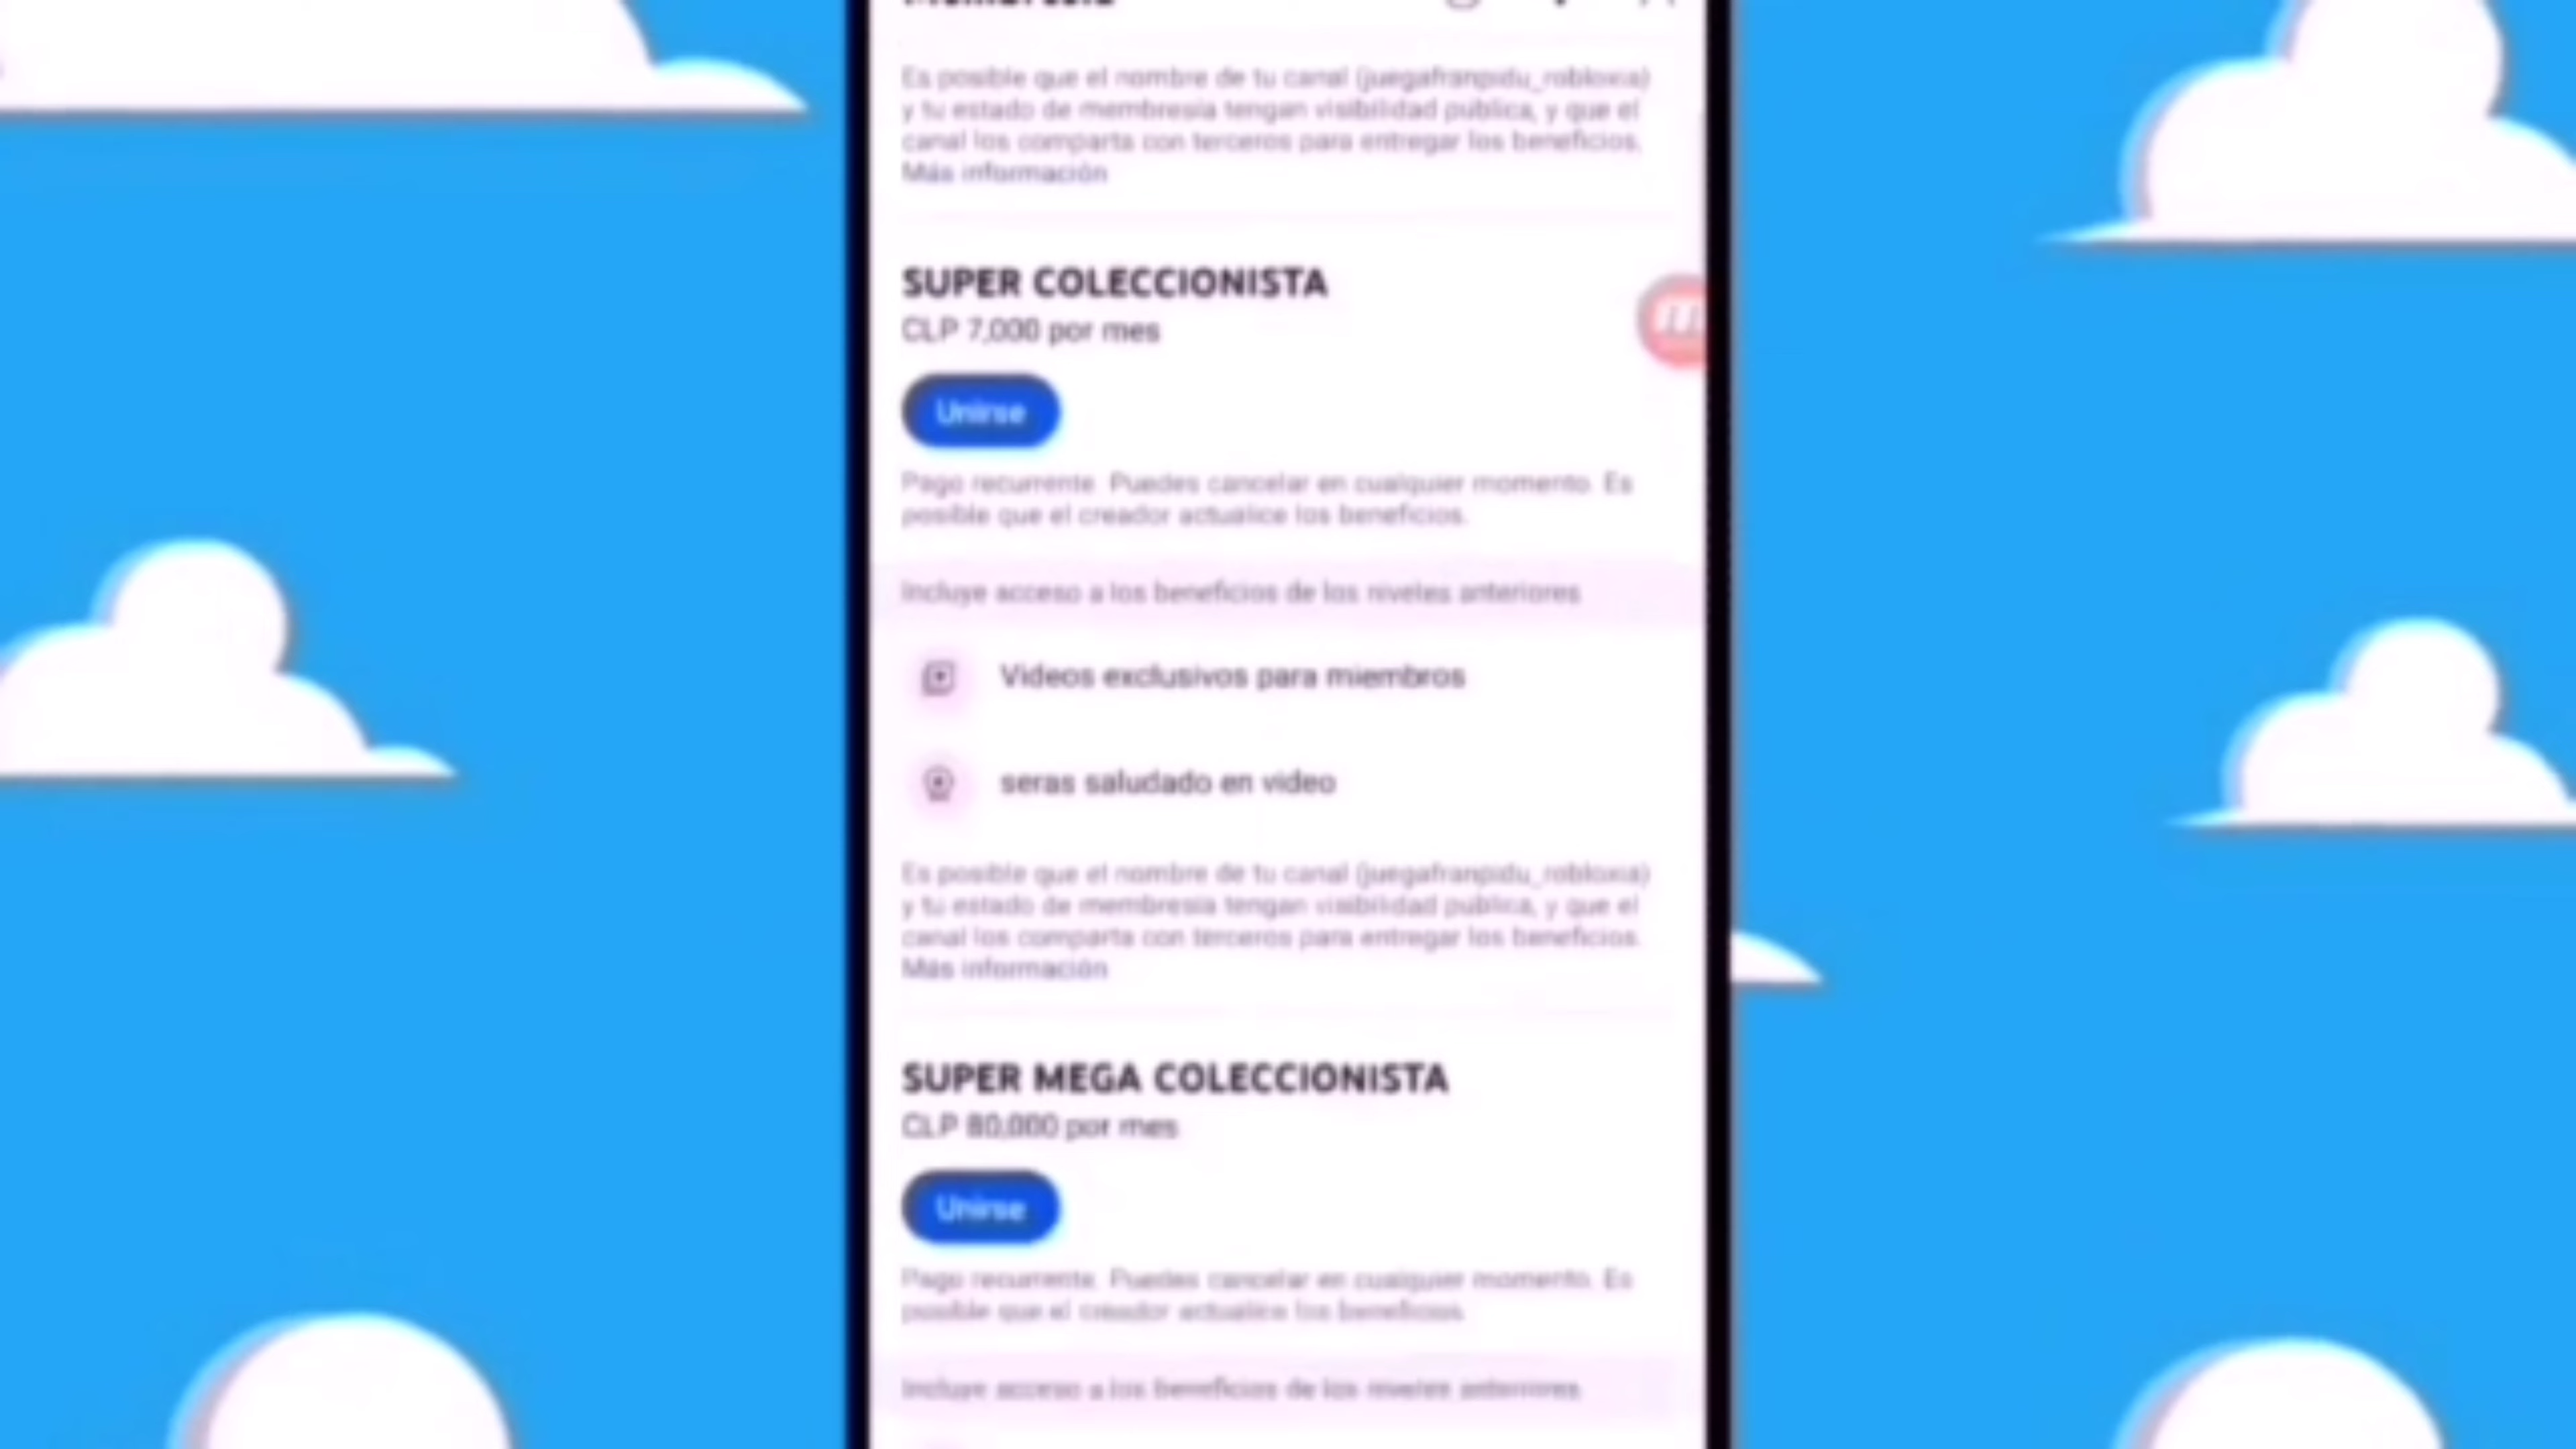 Es posible que el nombre de tu canal (juegafranpidu_robloxia)
y tu estado de membresía tengan visibilidad pública, y que el
canal los comparta con terceros para entregar los beneficios.
Más información
SUPER COLECCIONISTA
CLP 7,000 por mes
Unirse
Pago recurrente. Puedes cancelar en cualquier momento. Es
posible que el creador actualice los beneficios.
Incluye acceso a los beneficios de los niveles anteriores
Videos exclusivos para miembros
seras saludado en video
Es posible que el nombre de tu canal (juegafranpidu_robloxia)
y tu estado de membresía tengan visibilidad pública, y que el
canal los comparta con terceros para entregar los beneficios.
Más información
SUPER MEGA COLECCIONISTA
CLP 80,000 por mes
Unirse
Pago recurrente. Puedes cancelar en cualquier momento. Es
posible que el creador actualice los beneficios.
Incluye acceso a los beneficios de los niveles anteriores